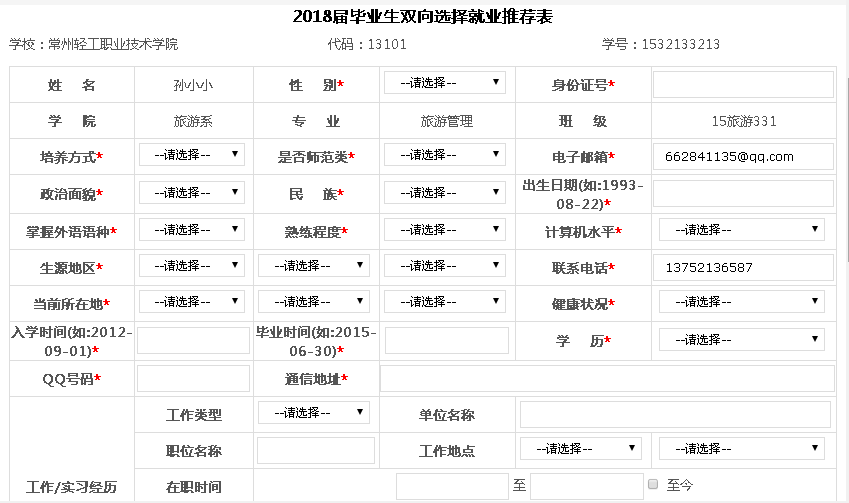 2018届毕业生双向选择就业推荐表
学校：常州轻工职业技术学院 代码：13101 学号：1532133213
姓 名 孙小小 性 别* --请选择-- 身份证号*
学 院 旅游系 专 业 旅游管理 班 级 15旅游331
培养方式* --请选择-- 是否师范类* --请选择-- 电子邮箱* 662841135@qq.com
政治面貌* --请选择-- 民 族* --请选择-- 出生日期(如:1993-
08-22)*
掌握外语语种* --请选择-- 熟练程度* --请选择-- 计算机水平* --请选择--
生源地区* --请选择-- --请选择-- --请选择-- 联系电话* 13752136587
当前所在地* --请选择-- --请选择-- --请选择-- 健康状况* --请选择--
入学时间(如:2012-
09-01)*
毕业时间(如:2015-
06-30)*
学 历* --请选择--
QQ号码* 通信地址*
工作类型 --请选择-- 单位名称
职位名称 工作地点 --请选择-- --请选择--
工作/实习经历 在职时间 至 至今